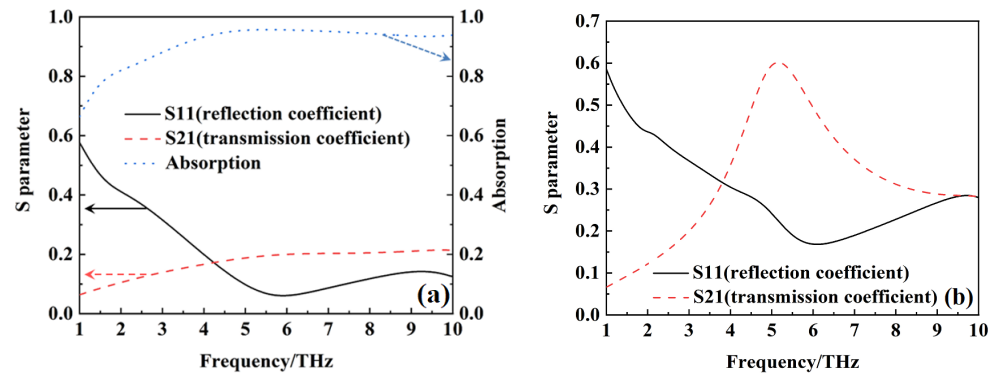 1.0
0.8
0.6
0.4
0.2
0.0
S parameter
1.0
0.8
0.6
0.4
0.2
0.0
Absorption
S11(reflection coefficient)
S21(transmission coefficient)
Absorption
(a)
1 2 3 4 5 6 7 8 9 10
Frequency/THz
0.7
0.6
0.5
0.4
0.3
0.2
0.1
0.0
S parameter
S11(reflection coefficient)
S21(transmission coefficient)
(b)
1 2 3 4 5 6 7 8 9 10
Frequency/THz